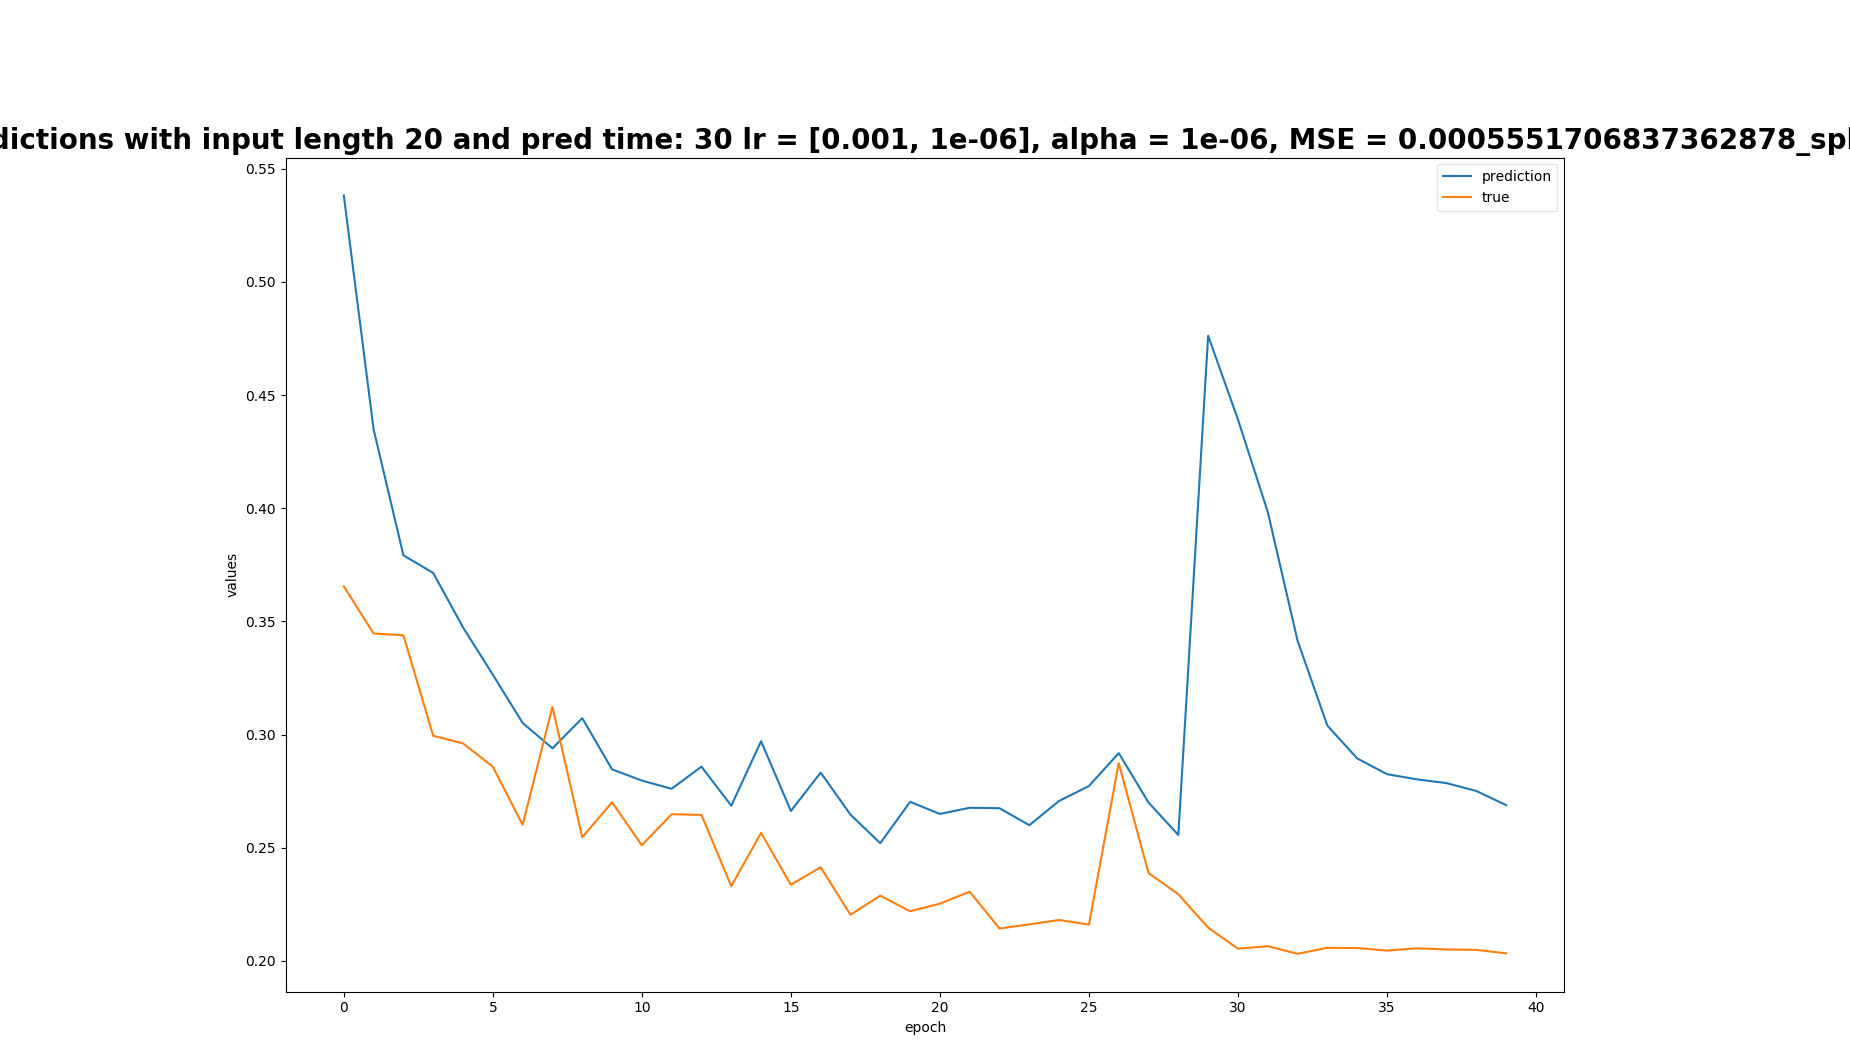 dictions with input length 20 and pred time: 30 lr = [0.001, 1e-06], alpha = 1e-06, MSE = 0.0005551706837362878_spl
prediction
true
0.55
0.50
0.45
0.40
0.35
0.30
0.25
0.20
values
0 5 10 15 20 25 30 35 40
epoch